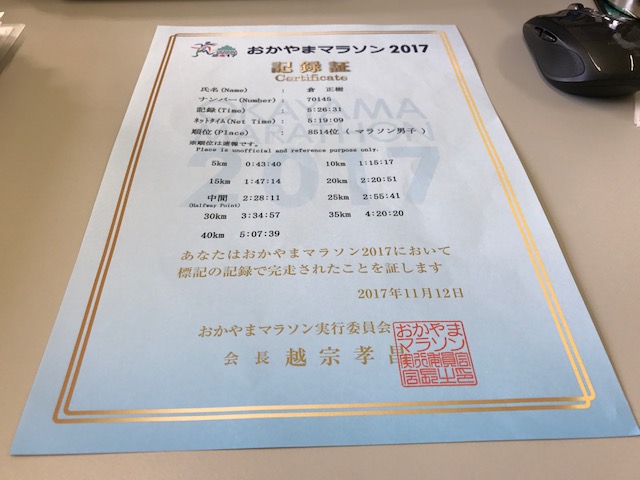 おかやまマラソン2017
記録証
Certificate
氏名(Name) : 倉 正樹
ナンバー(Number) : 70145
記録(Time) : 5:26:31
ネットタイム(Net Time) : 5:19:09
順位(Place) : 8514位 ( マラソン男子 )
※順位は速報です。
Place is unofficial and reference purpose only.
5km 0:43:40 10km 1:15:17
15km 1:47:14 20km 2:20:51
中間 2:28:11 25km 2:55:41
(Halfway Point)
30km 3:34:57 35km 4:20:20
40km 5:07:39
あなたはおかやまマラソン2017において
標記の記録で完走されたことを証します
2017年11月12日
おかやまマラソン実行委員会
会長 越宗孝昌
おかやま
マラソン
2017